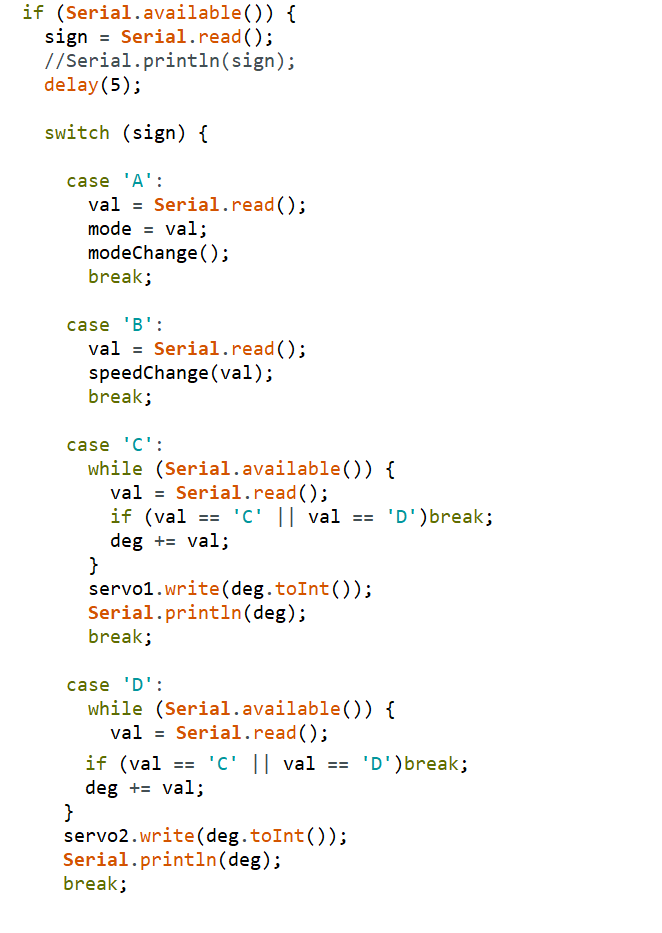 if (Serial.available()) {
  sign = Serial.read();
  //Serial.println(sign);
  delay(5);

  switch (sign) {

    case 'A':
      val = Serial.read();
      mode = val;
      modeChange();
      break;

    case 'B':
      val = Serial.read();
      speedChange(val);
      break;

    case 'C':
      while (Serial.available()) {
        val = Serial.read();
        if (val == 'C' || val == 'D')break;
        deg += val;
      }
      servo1.write(deg.toInt());
      Serial.println(deg);
      break;

    case 'D':
      while (Serial.available()) {
        val = Serial.read();
      if (val == 'C' || val == 'D')break;
      deg += val;
    }
    servo2.write(deg.toInt());
    Serial.println(deg);
    break;